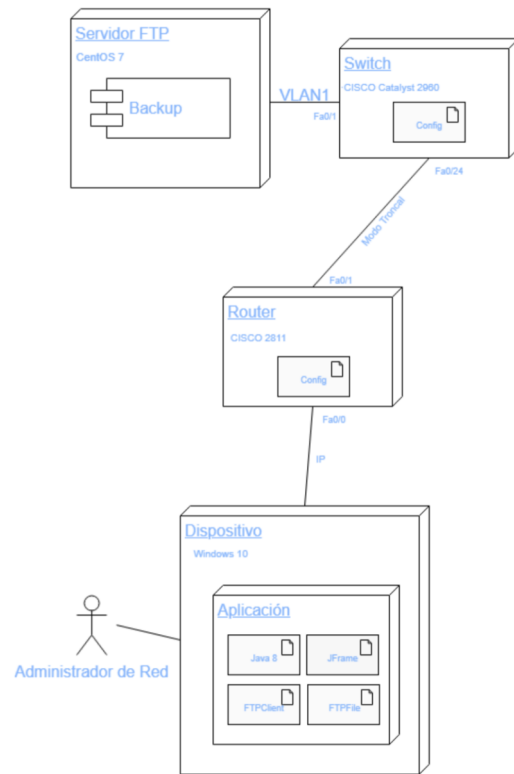 Servidor FTP
CentOS 7
Backup
VLAN1
Fa0/1
Switch
CISCO Catalyst 2960
Config
Fa0/24
Modo Troncal
Fa0/1
Router
CISCO 2811
Config
Fa0/0
IP
Dispositivo
Windows 10
Aplicación
Java 8
JFrame
FTPClient
FTPFile
Administrador de Red